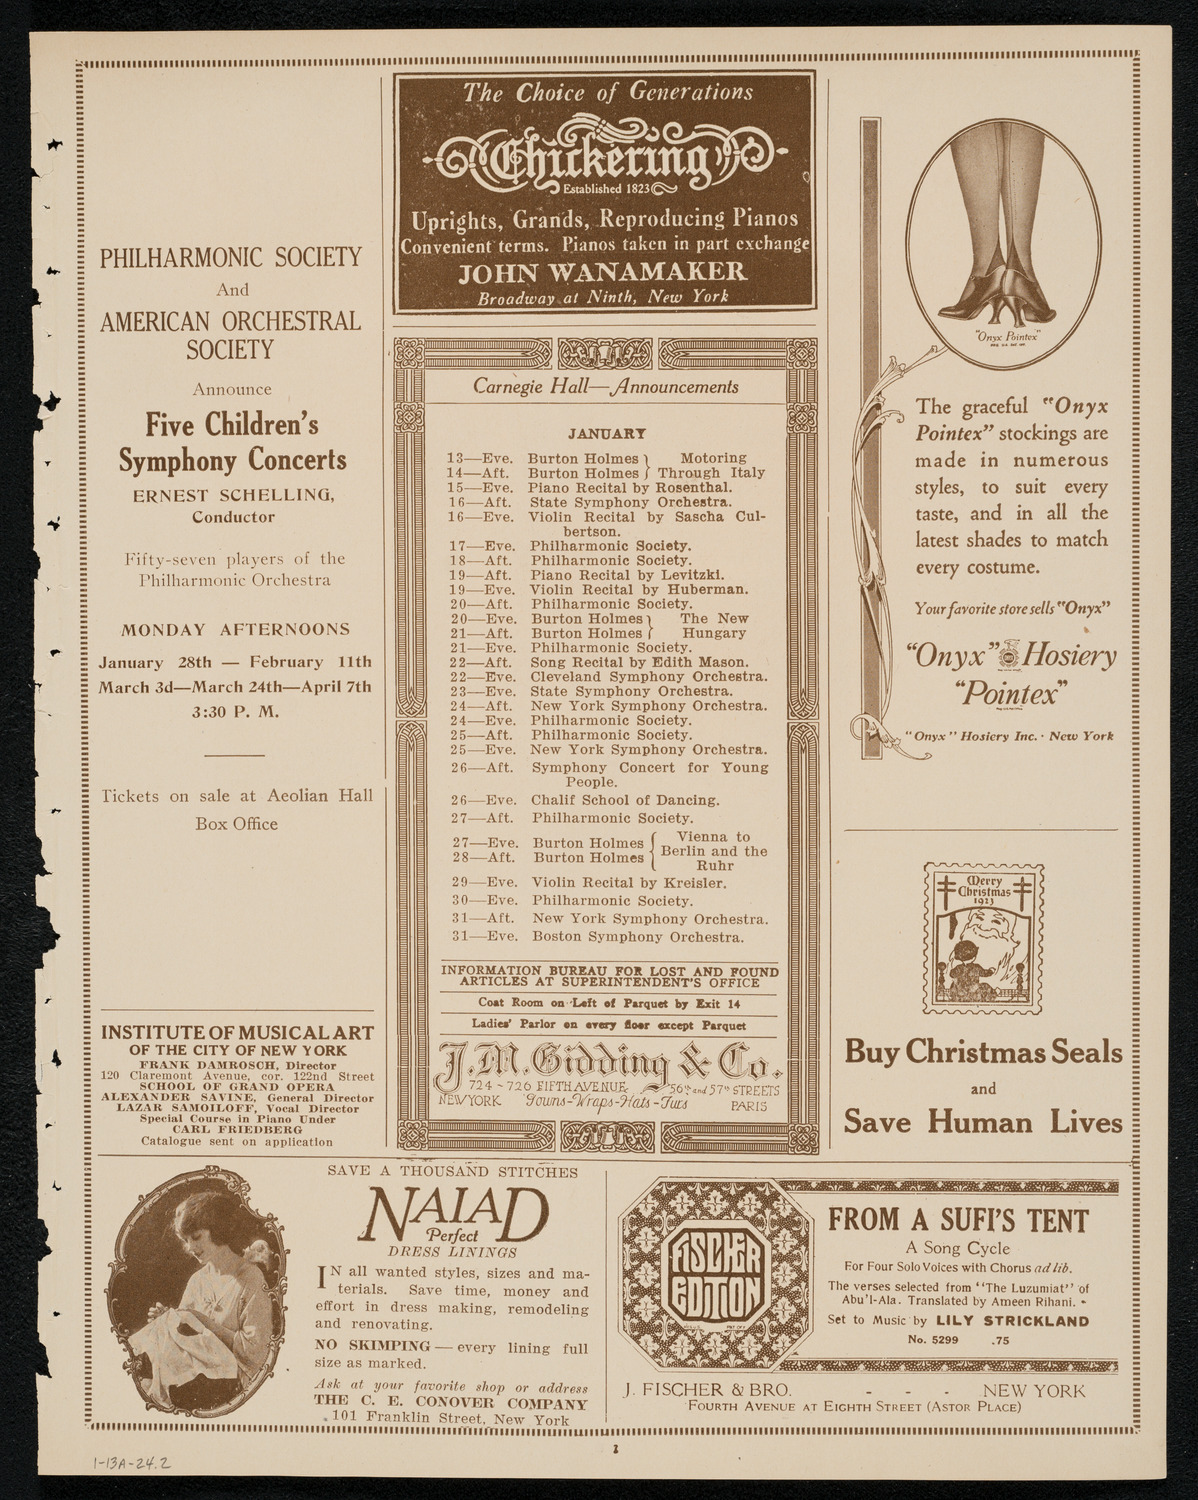 PHILHARMONIC SOCIETY
And
AMERICAN ORCHESTRAL
SOCIETY
Announce
Five Children's
Symphony Concerts
ERNEST SCHELLING,
Conductor
Fifty-seven players of the
Philharmonic Orchestra
MONDAY AFTERNOONS
January 28th — February 11th
March 3d—March 24th—April 7th
3:30 P. M.
Tickets on sale at Aeolian Hall
Box Office
INSTITUTE OF MUSICAL ART
OF THE CITY OF NEW YORK
FRANK DAMROSCH, Director
120 Claremont Avenue, cor. 122nd Street
SCHOOL OF GRAND OPERA
ALEXANDER SAVINE, General Director
LAZAR SAMOILOFF, Vocal Director
Special Course in Piano Under
CARL FRIEDBERG
Catalogue sent on application
The Choice of Generations
Chickering
Established 1823
Uprights, Grands, Reproducing Pianos
Convenient terms. Pianos taken in part exchange
JOHN WANAMAKER
Broadway at Ninth, New York
Carnegie Hall—Announcements
JANUARY
13—Eve. Burton Holmes } Motoring
14—Aft. Burton Holmes } Through Italy
15—Eve. Piano Recital by Rosenthal.
16—Aft. State Symphony Orchestra.
16—Eve. Violin Recital by Sascha Cul-
bertson.
17—Eve. Philharmonic Society.
18—Aft. Philharmonic Society.
19—Aft. Piano Recital by Levitzki.
19—Eve. Violin Recital by Huberman.
20—Aft. Philharmonic Society.
20—Eve. Burton Holmes } The New
21—Aft. Burton Holmes } Hungary
21—Eve. Philharmonic Society.
22—Aft. Song Recital by Edith Mason.
22—Eve. Cleveland Symphony Orchestra.
23—Eve. State Symphony Orchestra.
24—Aft. New York Symphony Orchestra.
24—Eve. Philharmonic Society.
25—Aft. Philharmonic Society.
25—Eve. New York Symphony Orchestra.
26—Aft. Symphony Concert for Young
People.
26—Eve. Chalif School of Dancing.
27—Aft. Philharmonic Society.
27—Eve. Burton Holmes { Vienna to
28—Aft. Burton Holmes { Berlin and the
Ruhr
29—Eve. Violin Recital by Kreisler.
30—Eve. Philharmonic Society.
31—Aft. New York Symphony Orchestra.
31—Eve. Boston Symphony Orchestra.
INFORMATION BUREAU FOR LOST AND FOUND
ARTICLES AT SUPERINTENDENT'S OFFICE
Coat Room on Left of Parquet by Exit 14
Ladies' Parlor on every floor except Parquet
J.M. Gidding & Co.
724-726 FIFTH AVENUE 56th and 57th STREETS
NEW YORK Gowns-Wraps-Hats-Furs PARIS
"Onyx Pointex"
The graceful "Onyx
Pointex" stockings are
made in numerous
styles, to suit every
taste, and in all the
latest shades to match
every costume.
Your favorite store sells "Onyx"
"Onyx" Hosiery
"Pointex"
"Onyx" Hosiery Inc. · New York
Merry
Christmas
1923
Buy Christmas Seals
and
Save Human Lives
SAVE A THOUSAND STITCHES
NAIAD
Perfect
DRESS LININGS
IN all wanted styles, sizes and ma-
terials. Save time, money and
effort in dress making, remodeling
and renovating.
NO SKIMPING — every lining full
size as marked.
Ask at your favorite shop or address
THE C. E. CONOVER COMPANY
101 Franklin Street, New York
FISCHER
EDITION
FROM A SUFI'S TENT
A Song Cycle
For Four Solo Voices with Chorus ad lib.
The verses selected from "The Luzumiat" of
Abu'l-Ala. Translated by Ameen Rihani.
Set to Music by LILY STRICKLAND
No. 5299 .75
J. FISCHER & BRO. - - - NEW YORK
FOURTH AVENUE AT EIGHTH STREET (ASTOR PLACE)
2
1-13A-24.2